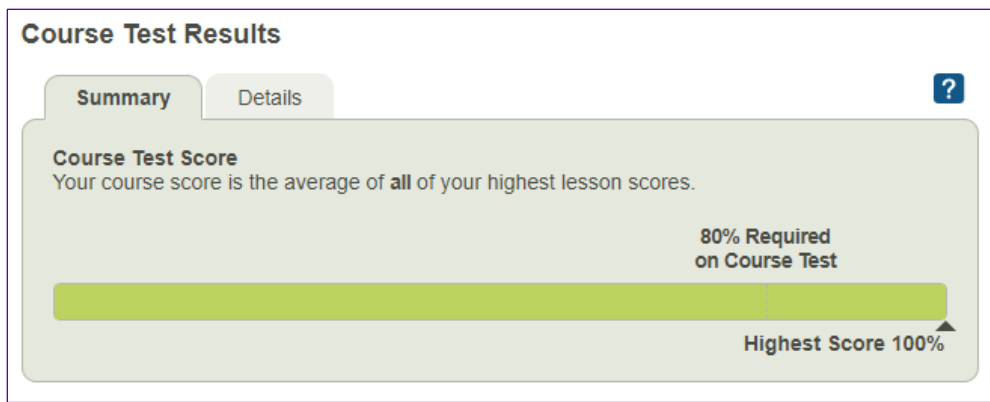 Course Test Results
Summary
Details
?
Course Test Score
Your course score is the average of all of your highest lesson scores.
80% Required
on Course Test
Highest Score 100%